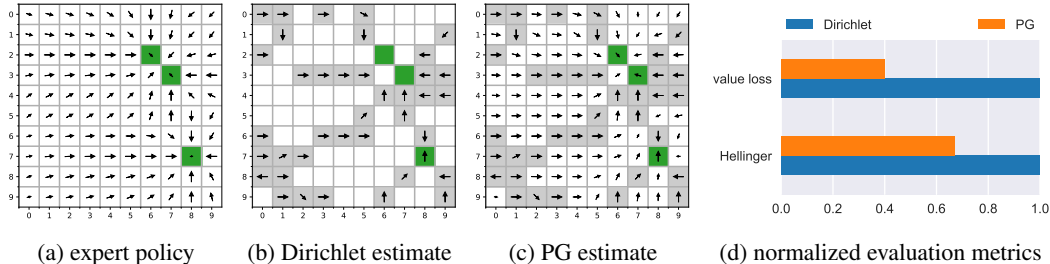 Dirichlet PG
0 1 2 3 4 5 6 7 8 9
0 1 2 3 4 5 6 7 8 9
0 1 2 3 4 5 6 7 8 9
0 1 2 3 4 5 6 7 8 9
0 1 2 3 4 5 6 7 8 9
0 1 2 3 4 5 6 7 8 9
value loss
Hellinger
0.0 0.2 0.4 0.6 0.8 1.0
(a) expert policy (b) Dirichlet estimate (c) PG estimate (d) normalized evaluation metrics